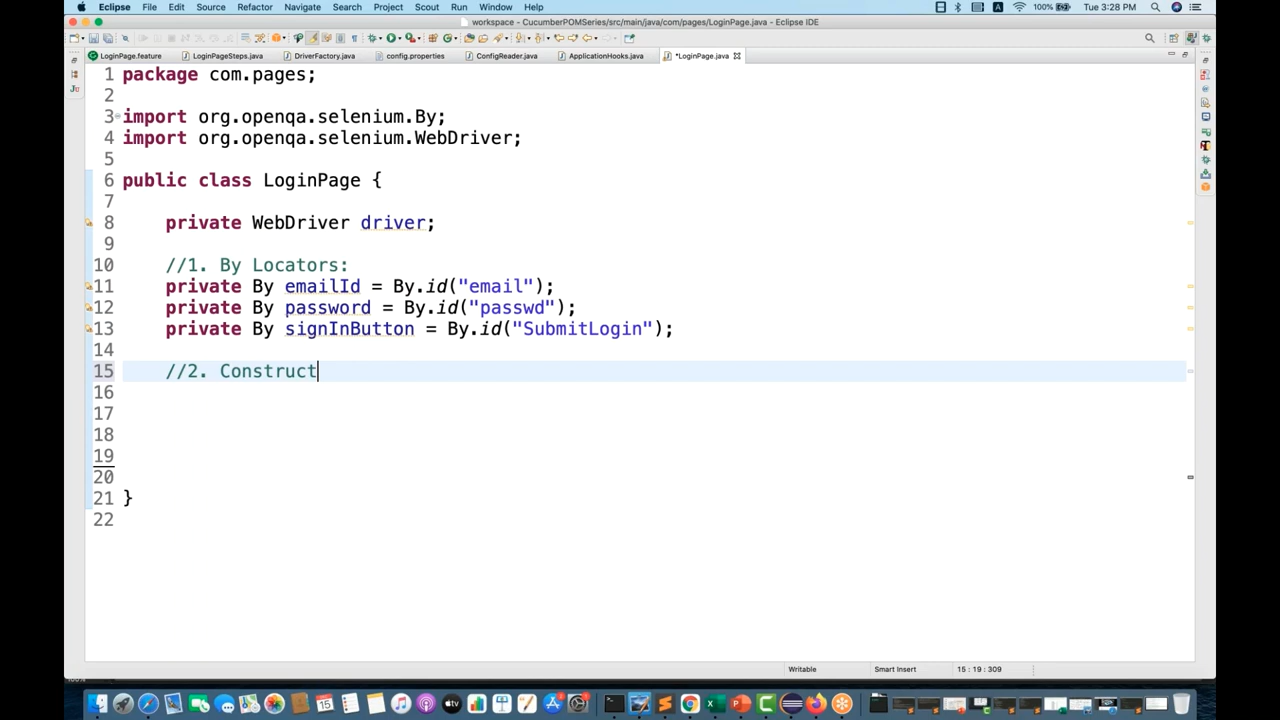 Eclipse File Edit Source Refactor Navigate Search Project Scout Run Window Help 100% Tue 3:28 PM
workspace - CucumberPOMSeries/src/main/java/com/pages/LoginPage.java - Eclipse IDE
LoginPage.feature LoginPageSteps.java DriverFactory.java config.properties ConfigReader.java ApplicationHooks.java *LoginPage.java
1 package com.pages;
2
3 import org.openqa.selenium.By;
4 import org.openqa.selenium.WebDriver;
5
6 public class LoginPage {
7
8 private WebDriver driver;
9
10 //1. By Locators:
11 private By emailId = By.id("email");
12 private By password = By.id("passwd");
13 private By signInButton = By.id("SubmitLogin");
14
15 //2. Construct
16
17
18
19
20
21 }
22
Writable Smart Insert 15 : 19 : 309